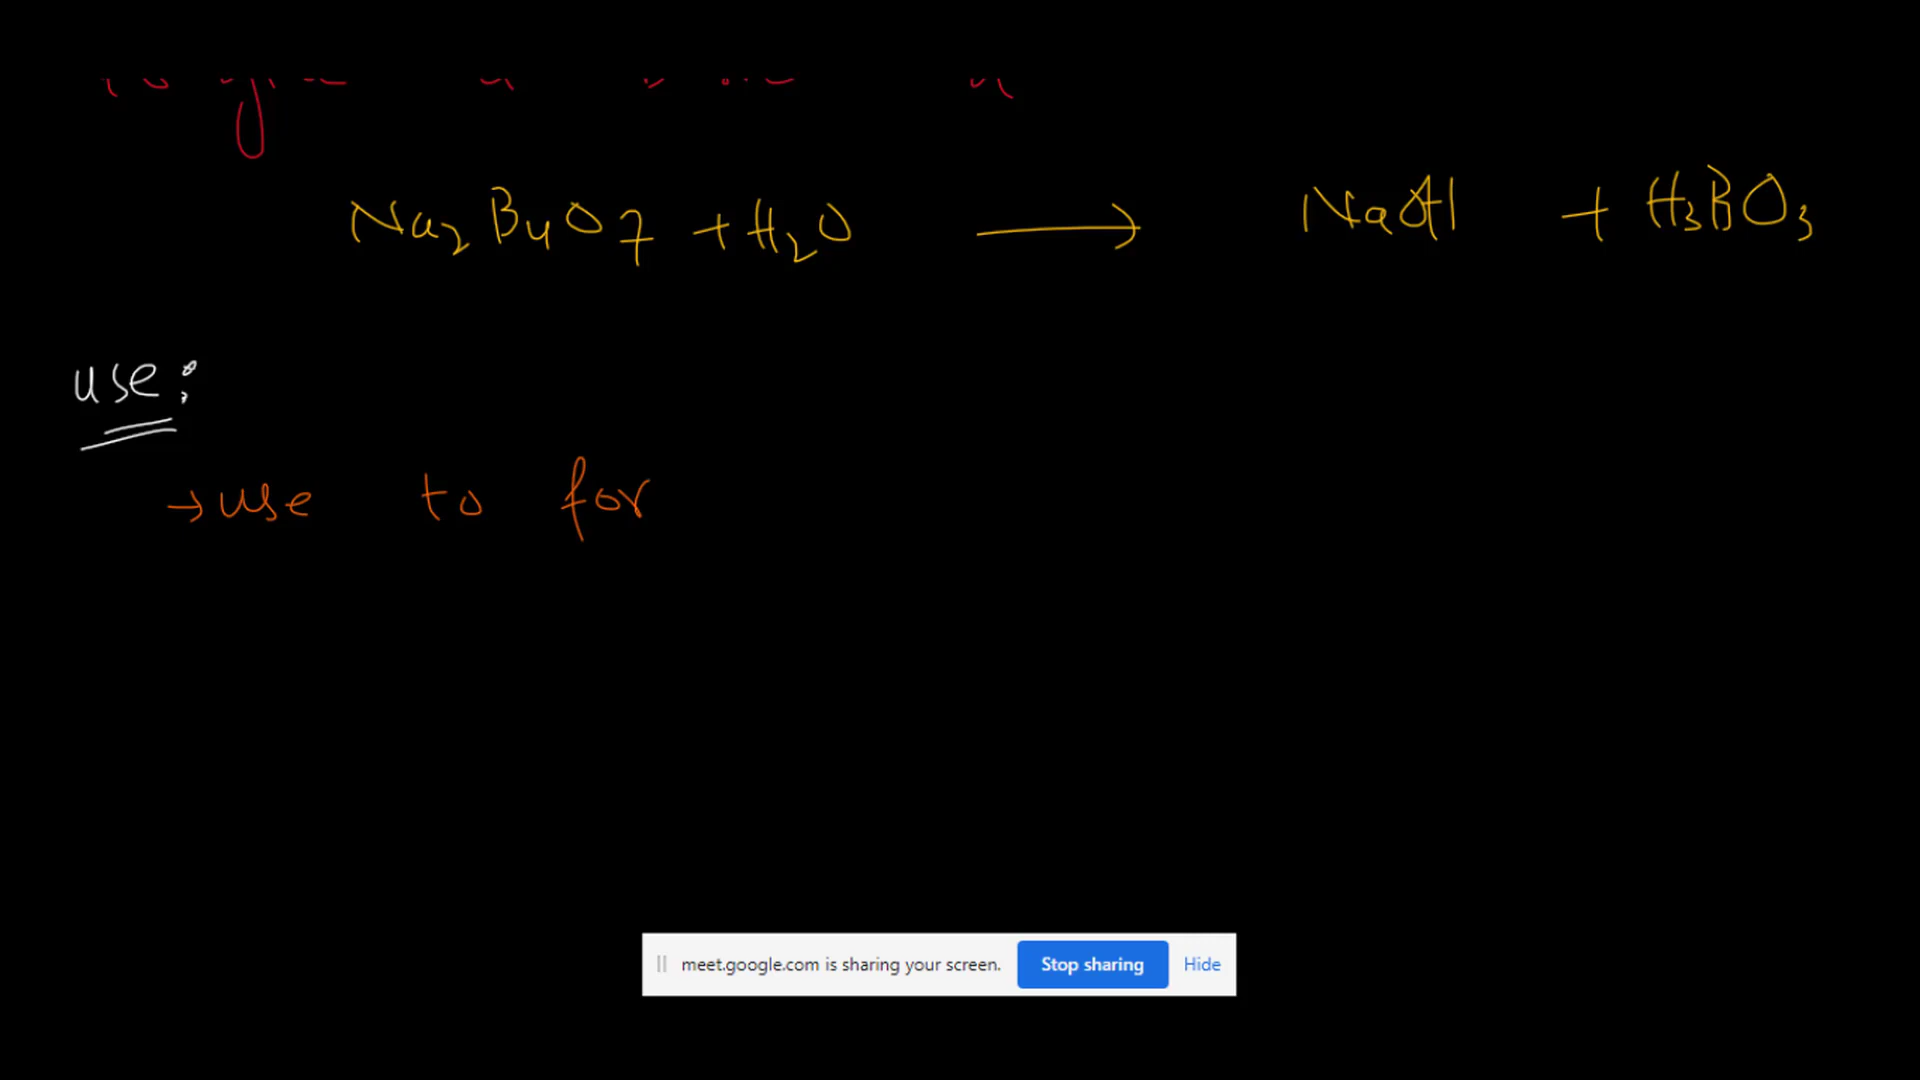 Na₂B₄O₇ + H₂O → NaOH + H₃BO₃
use:
→ use to for
meet.google.com is sharing your screen. Stop sharing Hide